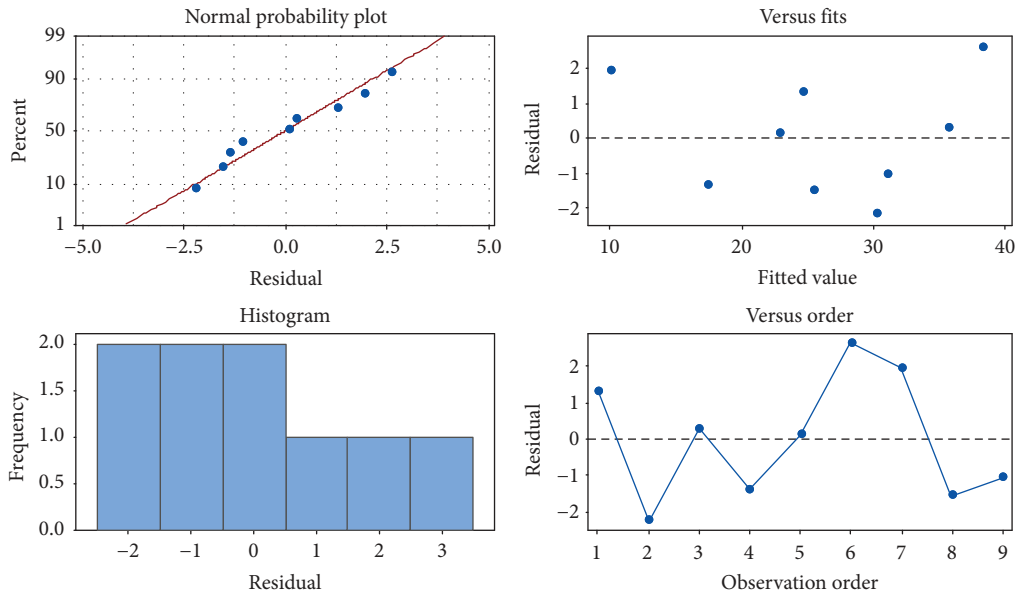 Normal probability plot
99
90
50
10
1
Percent
−5.0 −2.5 0.0 2.5 5.0
Residual
Versus fits
2
1
0
−1
−2
Residual
10 20 30 40
Fitted value
Histogram
2.0
1.5
1.0
0.5
0.0
Frequency
−2 −1 0 1 2 3
Residual
Versus order
2
1
0
−1
−2
Residual
1 2 3 4 5 6 7 8 9
Observation order